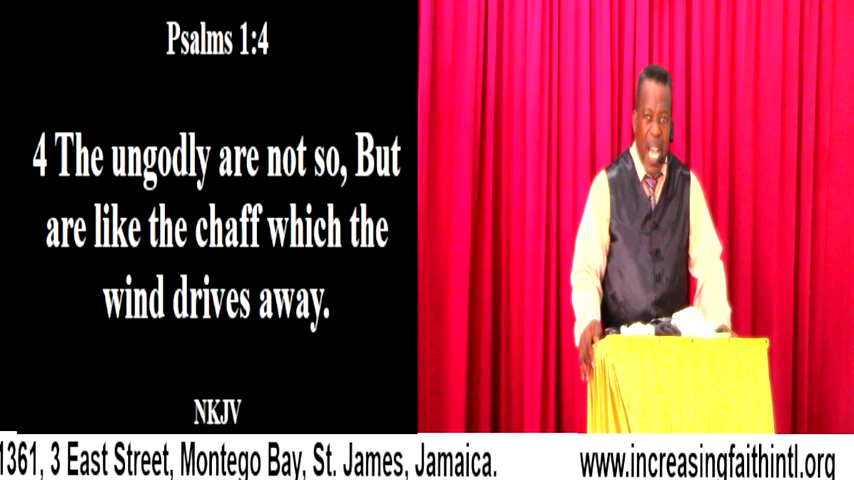 Psalms 1:4
4 The ungodly are not so, But
are like the chaff which the
wind drives away.
NKJV
1361, 3 East Street, Montego Bay, St. James, Jamaica.
www.increasingfaithintl.org